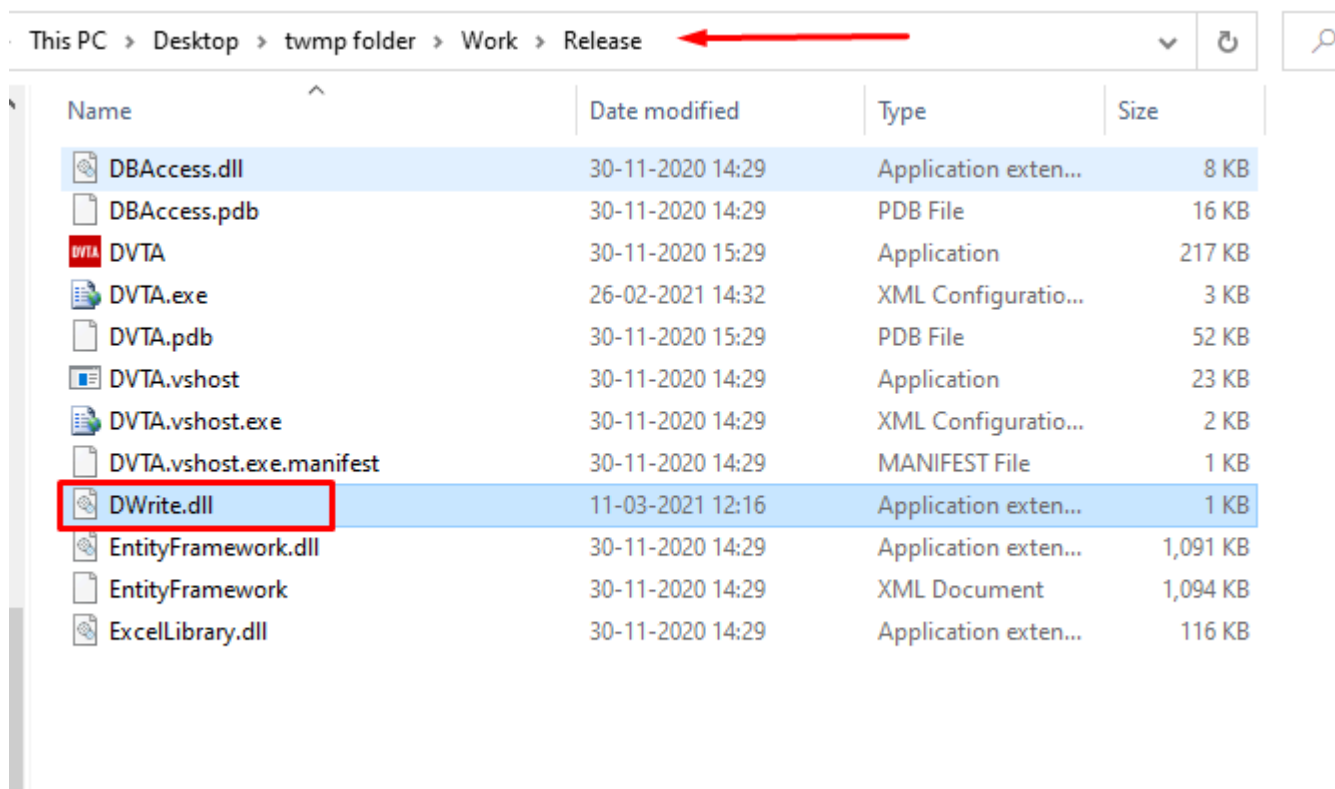 This PC > Desktop > twmp folder > Work > Release
Name Date modified Type Size
DBAccess.dll 30-11-2020 14:29 Application exten... 8 KB
DBAccess.pdb 30-11-2020 14:29 PDB File 16 KB
DVTA DVTA 30-11-2020 15:29 Application 217 KB
DVTA.exe 26-02-2021 14:32 XML Configuratio... 3 KB
DVTA.pdb 30-11-2020 15:29 PDB File 52 KB
DVTA.vshost 30-11-2020 14:29 Application 23 KB
DVTA.vshost.exe 30-11-2020 14:29 XML Configuratio... 2 KB
DVTA.vshost.exe.manifest 30-11-2020 14:29 MANIFEST File 1 KB
DWrite.dll 11-03-2021 12:16 Application exten... 1 KB
EntityFramework.dll 30-11-2020 14:29 Application exten... 1,091 KB
EntityFramework 30-11-2020 14:29 XML Document 1,094 KB
ExcelLibrary.dll 30-11-2020 14:29 Application exten... 116 KB